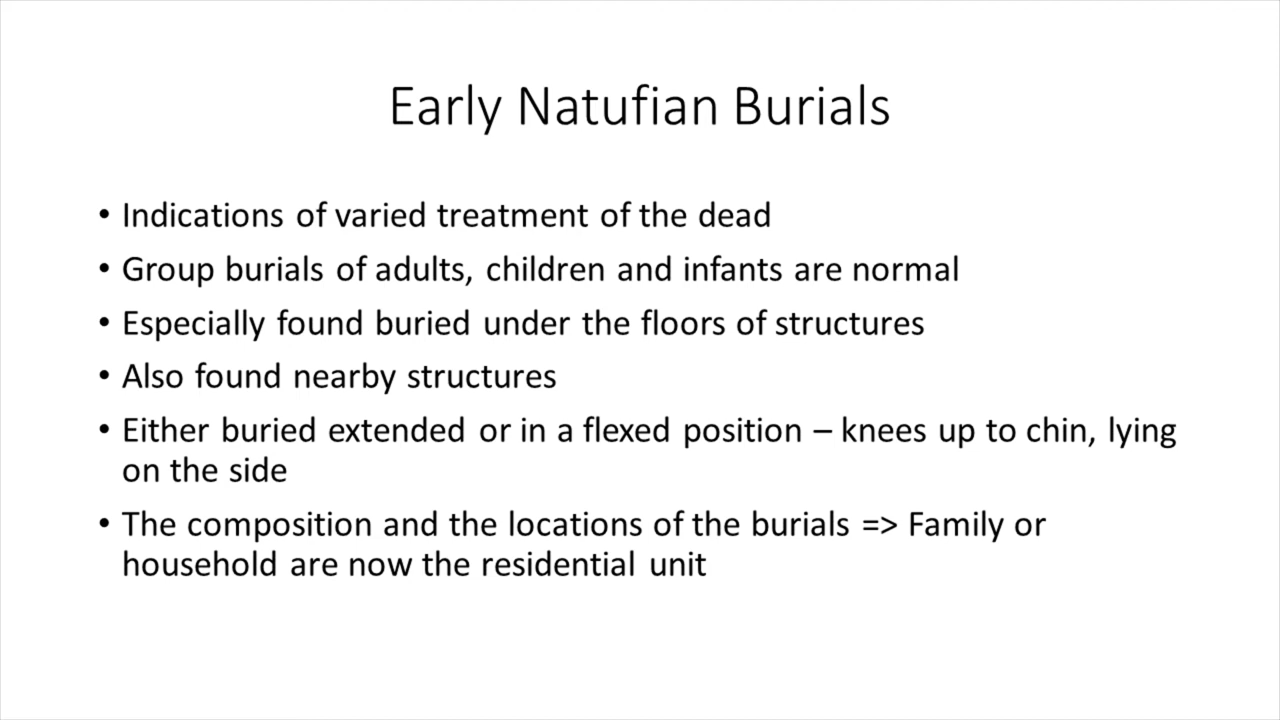 Early Natufian Burials
• Indications of varied treatment of the dead
• Group burials of adults, children and infants are normal
• Especially found buried under the floors of structures
• Also found nearby structures
• Either buried extended or in a flexed position – knees up to chin, lying
on the side
• The composition and the locations of the burials => Family or
household are now the residential unit